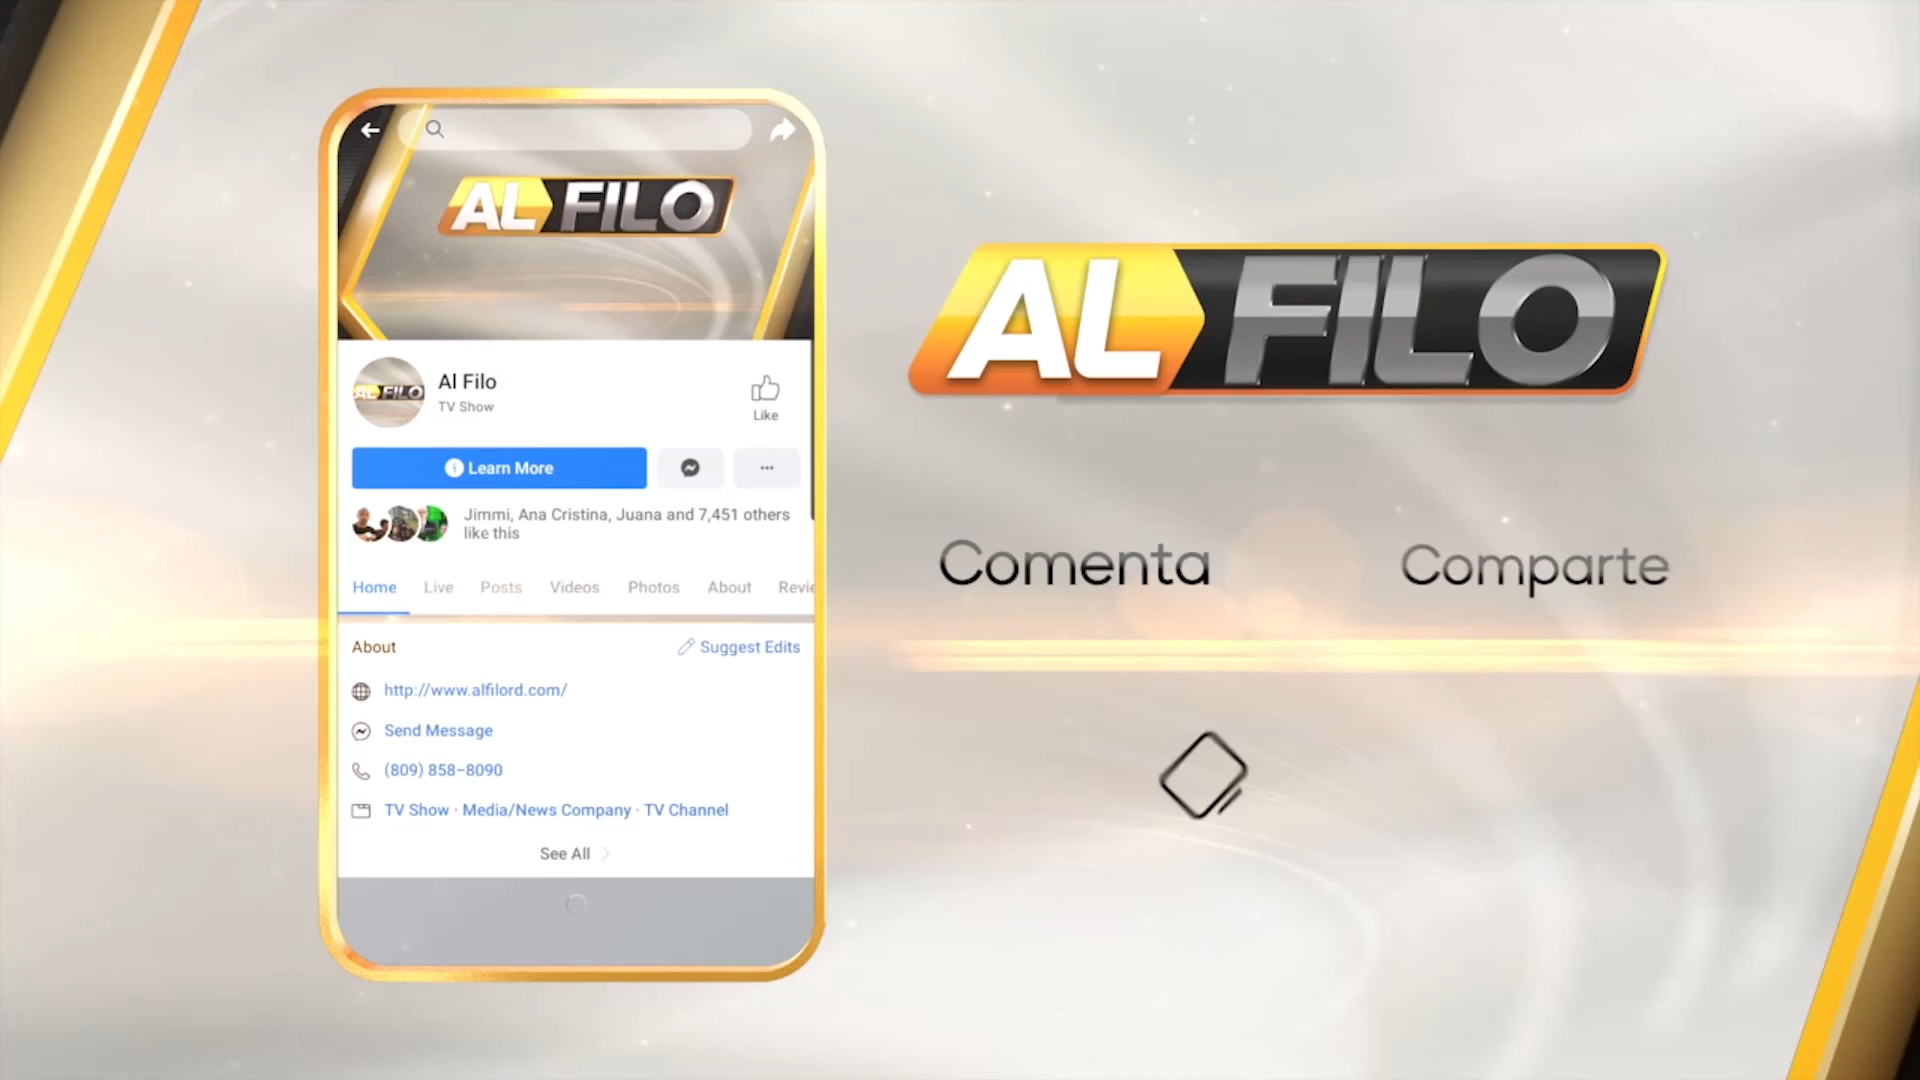 AL FILO
Al Filo
TV Show
Like
Learn More
Jimmi, Ana Cristina, Juana and 7,451 others
like this
Home Live Posts Videos Photos About
About
Suggest Edits
http://www.alfilord.com/
Send Message
(809) 858-8090
TV Show · Media/News Company · TV Channel
See All
AL FILO
Comenta
Comparte